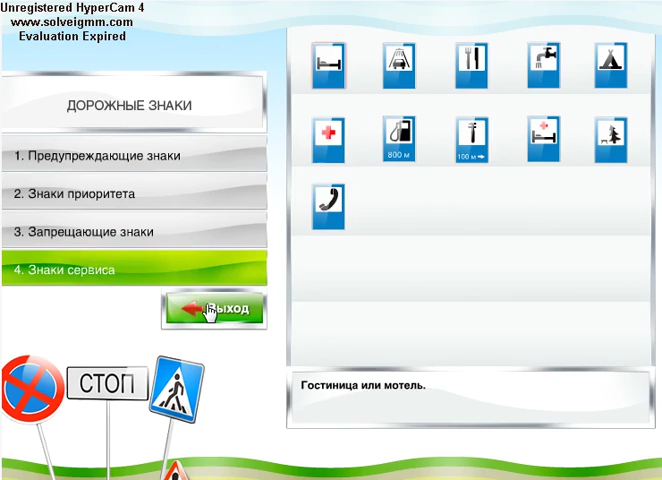 Unregistered HyperCam 4
www.solveigmm.com
Evaluation Expired
ДОРОЖНЫЕ ЗНАКИ
1. Предупреждающие знаки
2. Знаки приоритета
3. Запрещающие знаки
4. Знаки сервиса
Выход
800 м
100 м
Гостиница или мотель.
СТОП